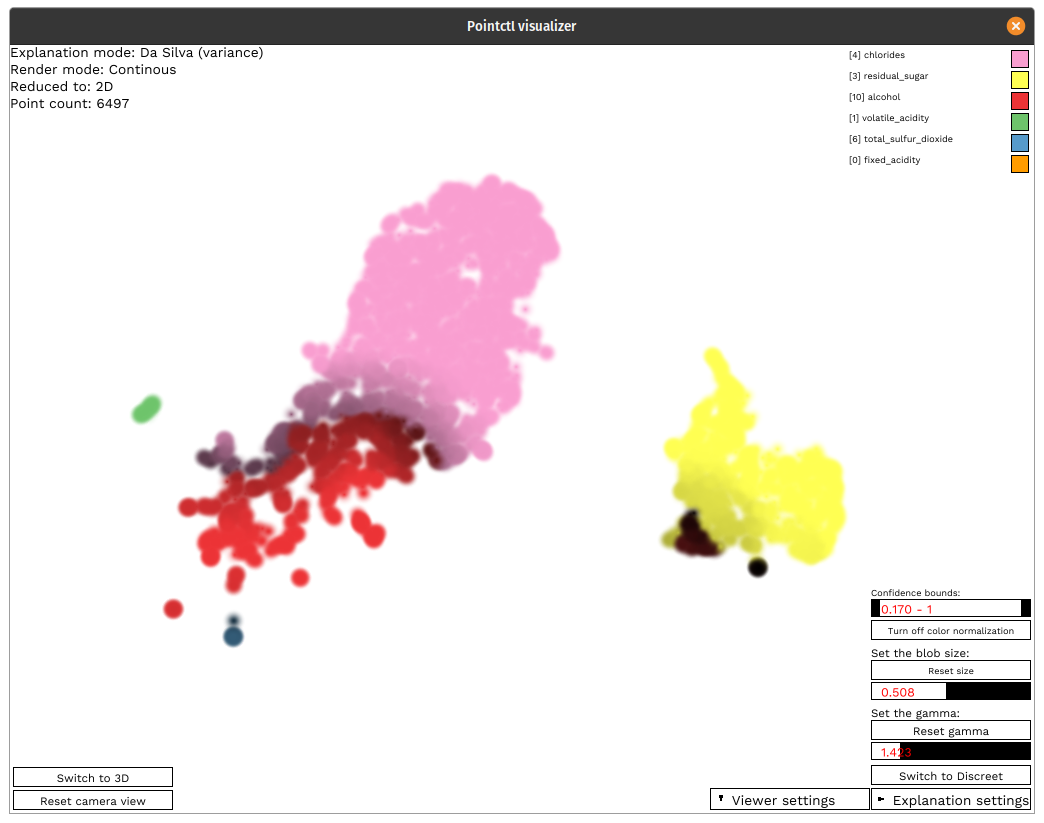 Pointctl visualizer
Explanation mode: Da Silva (variance)
Render mode: Continous
Reduced to: 2D
Point count: 6497
[4] chlorides
[3] residual_sugar
[10] alcohol
[1] volatile_acidity
[6] total_sulfur_dioxide
[0] fixed_acidity
Confidence bounds:
0.170 - 1
Turn off color normalization
Set the blob size:
Reset size
0.508
Set the gamma:
Reset gamma
1.423
Switch to Discreet
Switch to 3D
Reset camera view
Viewer settings
Explanation settings